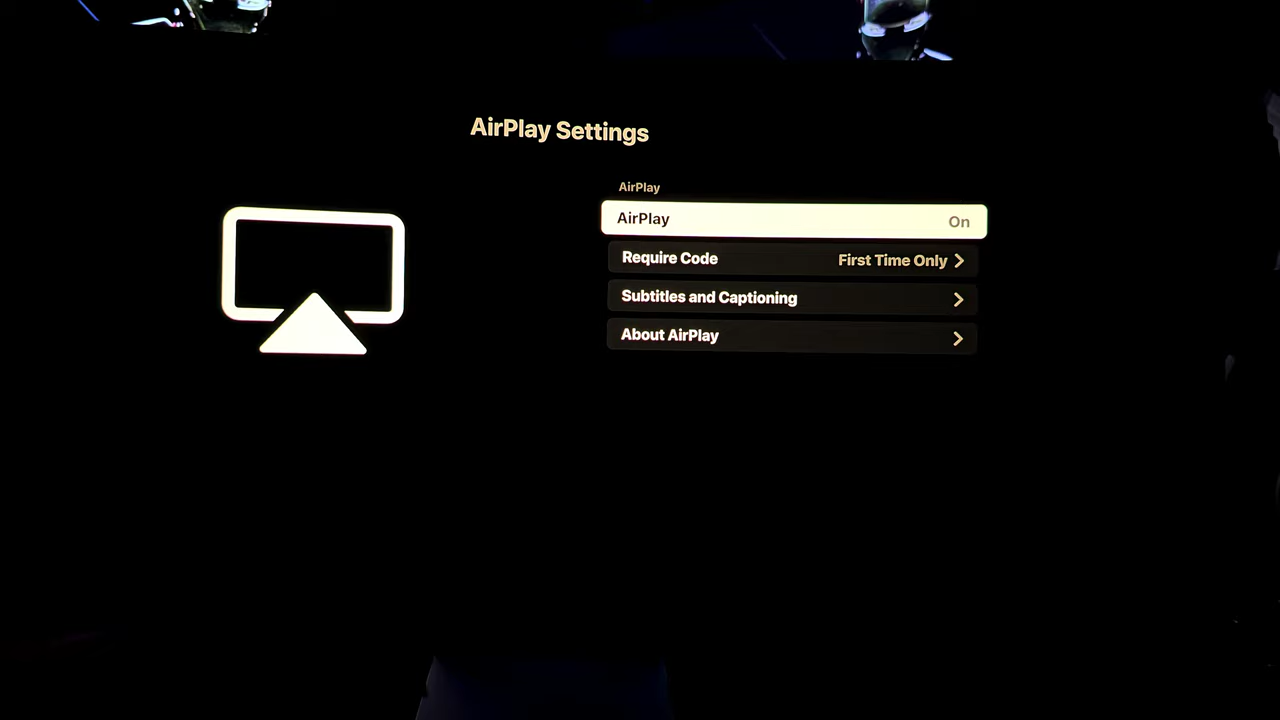 AirPlay Settings
AirPlay
AirPlay On
Require Code First Time Only
Subtitles and Captioning
About AirPlay